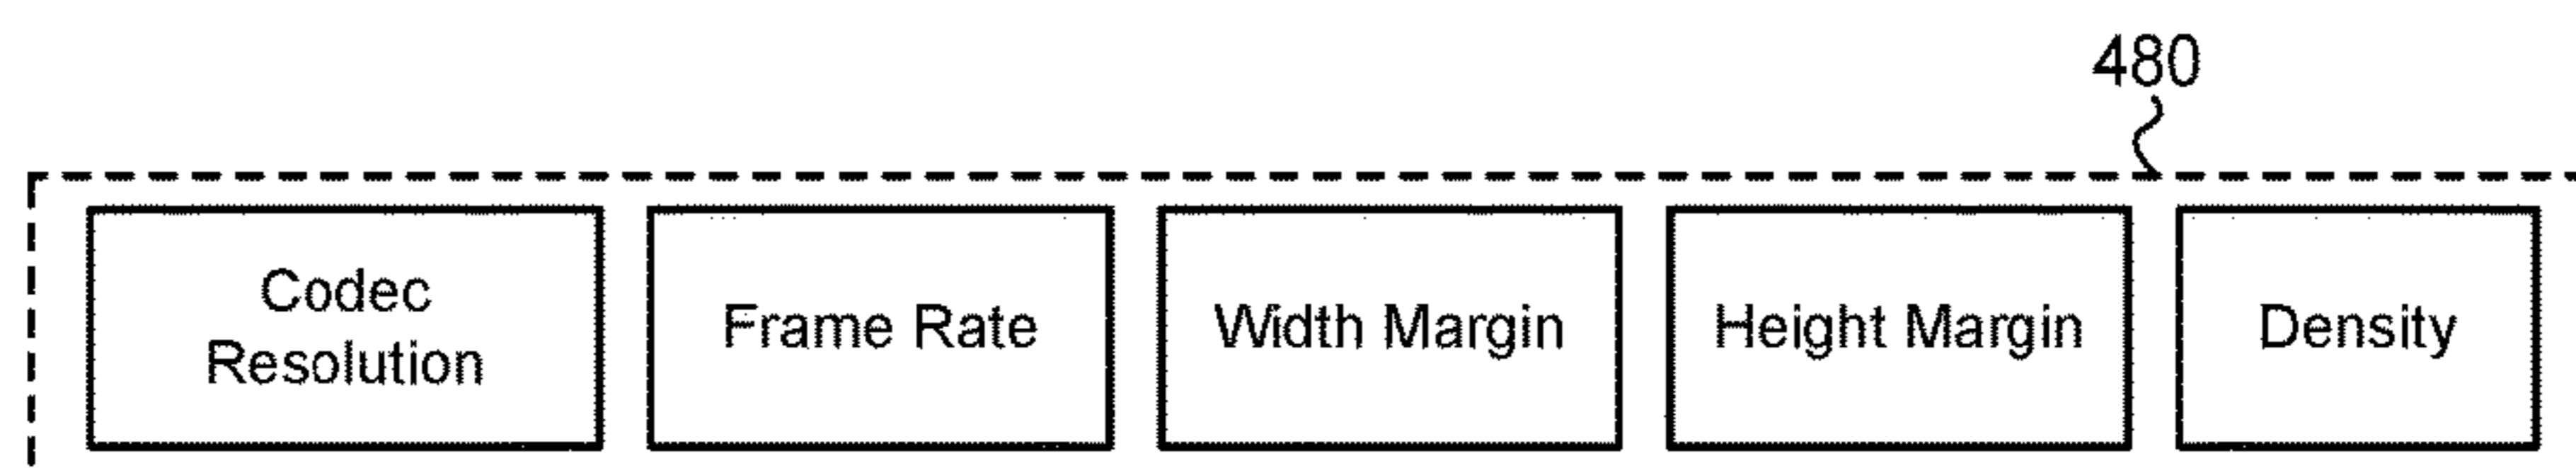 480
Codec
Resolution
Frame Rate
Width Margin
Height Margin
Density